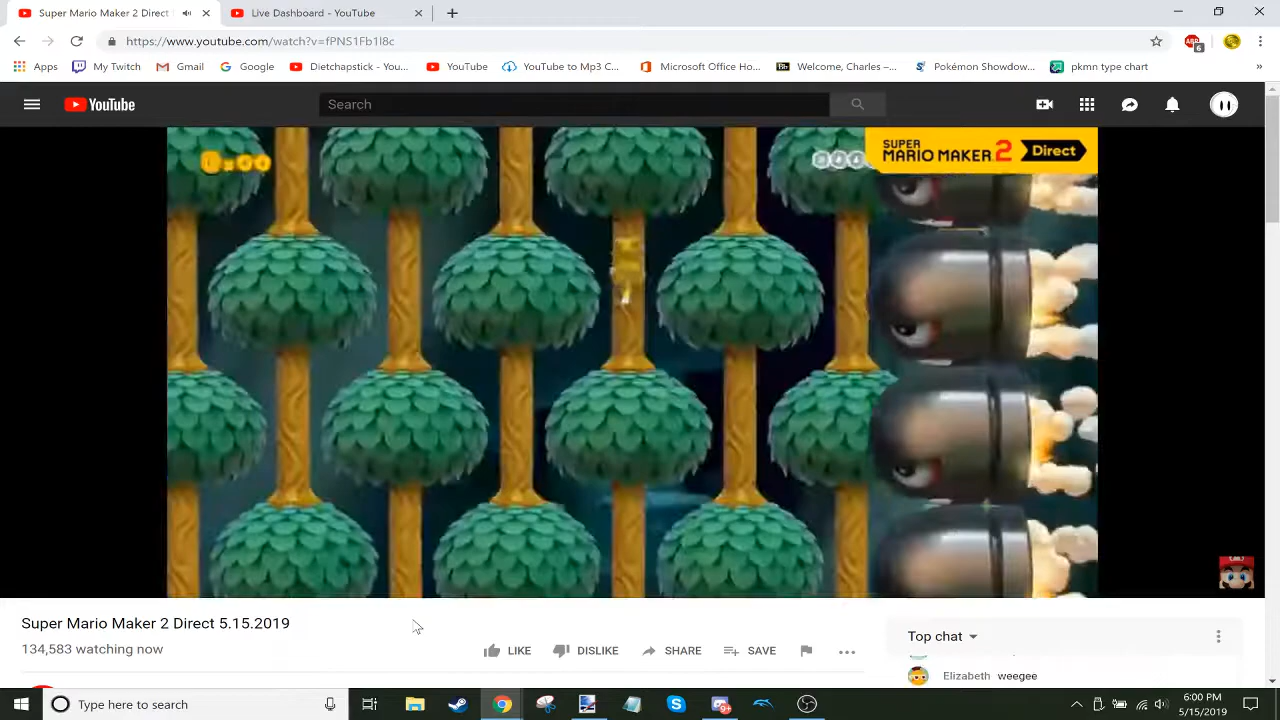 Super Mario Maker 2 Direct
Live Dashboard - YouTube
https://www.youtube.com/watch?v=fPNS1Fb1l8c
ABP
6
Apps
My Twitch
Gmail
Google
Dietchapstick - You...
YouTube
YouTube to Mp3 C...
Microsoft Office Ho...
Welcome, Charles –...
Pokémon Showdow...
pkmn type chart
»
YouTube
Search
SUPER
MARIO MAKER 2 Direct
Super Mario Maker 2 Direct 5.15.2019
134,583 watching now
LIKE
DISLIKE
SHARE
SAVE
Top chat
Elizabeth weegee
Type here to search
6:00 PM
5/15/2019